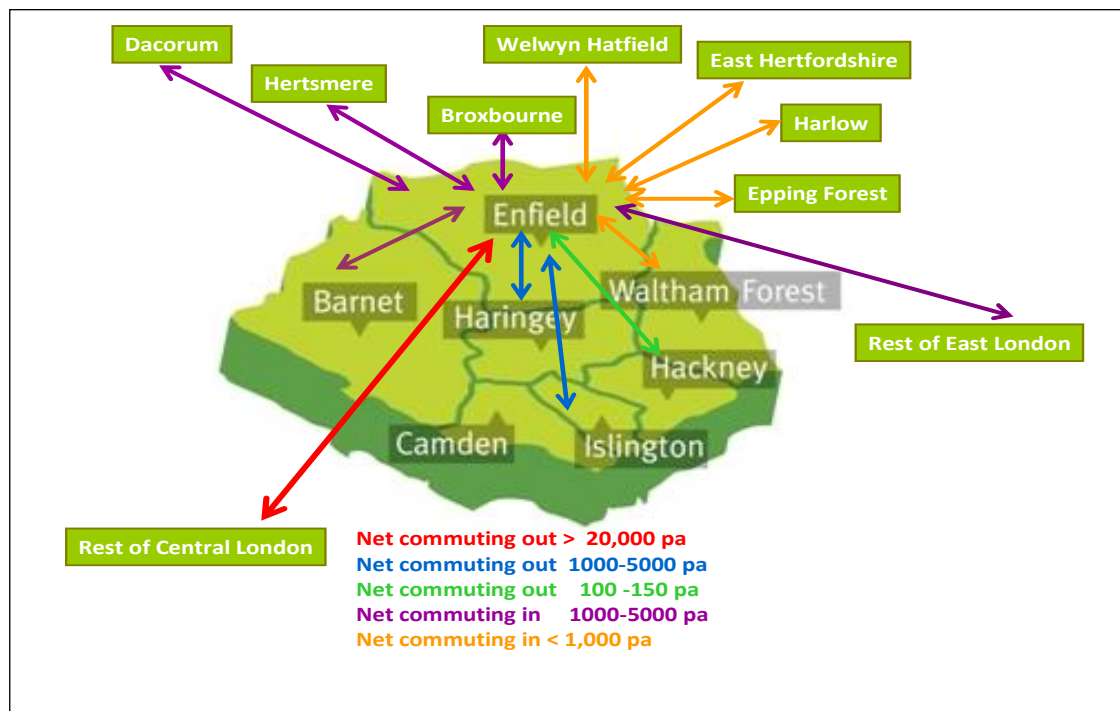 Dacorum
Welwyn Hatfield
East Hertfordshire
Hertsmere
Broxbourne
Harlow
Epping Forest
Enfield
Barnet
Haringey
Waltham Forest
Rest of East London
Hackney
Camden
Islington
Rest of Central London
Net commuting out > 20,000 pa
Net commuting out 1000-5000 pa
Net commuting out 100 -150 pa
Net commuting in 1000-5000 pa
Net commuting in < 1,000 pa